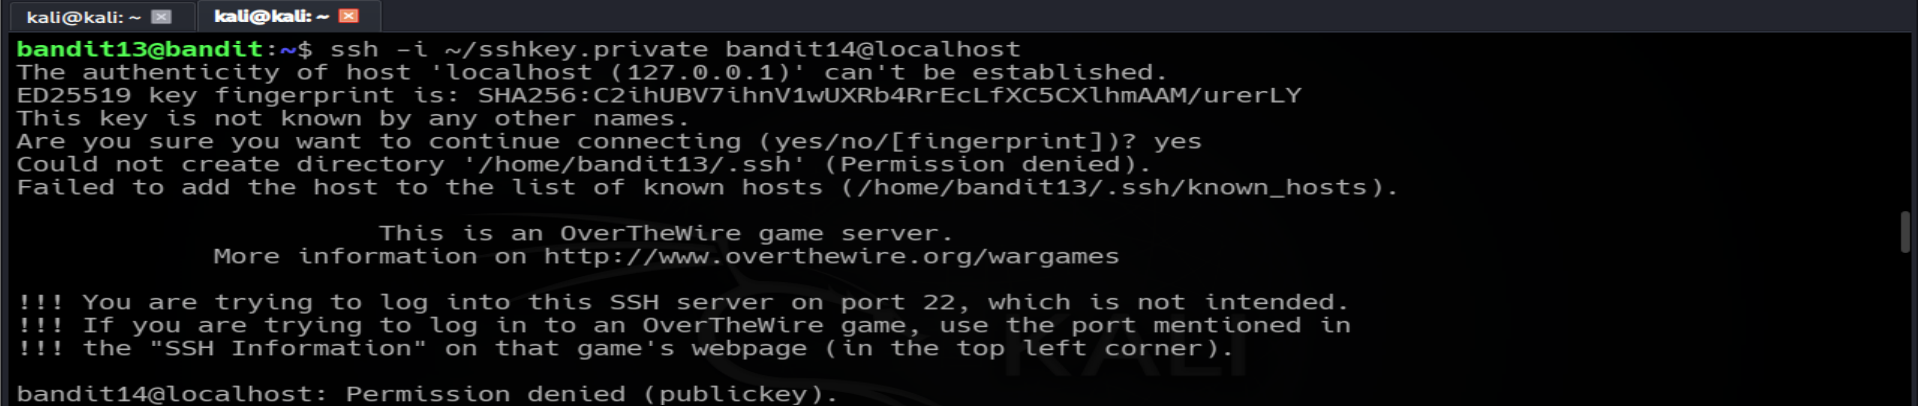 kali@kali: ~
kali@kali: ~
bandit13@bandit:~$ ssh -i ~/sshkey.private bandit14@localhost
The authenticity of host 'localhost (127.0.0.1)' can't be established.
ED25519 key fingerprint is: SHA256:C2ihUBV7ihnV1wUXRb4RrEcLfXC5CXlhmAAM/urerLY
This key is not known by any other names.
Are you sure you want to continue connecting (yes/no/[fingerprint])? yes
Could not create directory '/home/bandit13/.ssh' (Permission denied).
Failed to add the host to the list of known hosts (/home/bandit13/.ssh/known_hosts).
This is an OverTheWire game server.
More information on http://www.overthewire.org/wargames
!!! You are trying to log into this SSH server on port 22, which is not intended.
!!! If you are trying to log in to an OverTheWire game, use the port mentioned in
!!! the "SSH Information" on that game's webpage (in the top left corner).
KALI
bandit14@localhost: Permission denied (publickey).